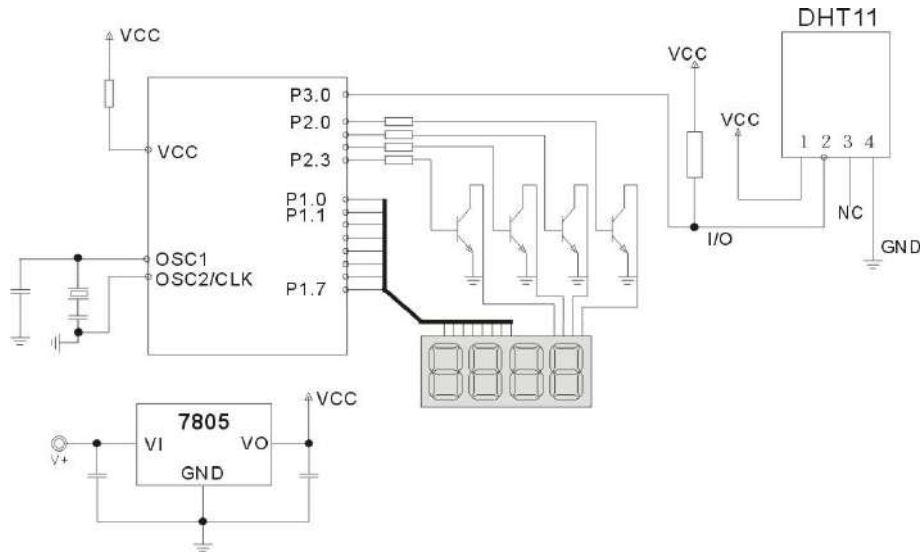 DHT11
VCC
VCC
P3.0
P2.0
VCC
VCC
P2.3
1 2 3 4
P1.0
P1.1
NC
I/O
GND
OSC1
OSC2/CLK
P1.7
VCC
7805
VI
VO
V+
GND